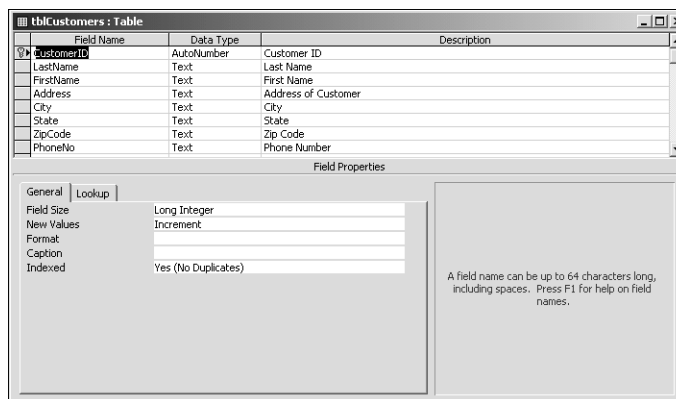 tblCustomers : Table
Field Name Data Type Description
CustomerID AutoNumber Customer ID
LastName Text Last Name
FirstName Text First Name
Address Text Address of Customer
City Text City
State Text State
ZipCode Text Zip Code
PhoneNo Text Phone Number
Field Properties
General Lookup
Field Size Long Integer
New Values Increment
Format
Caption
Indexed Yes (No Duplicates)
A field name can be up to 64 characters long,
including spaces. Press F1 for help on field
names.